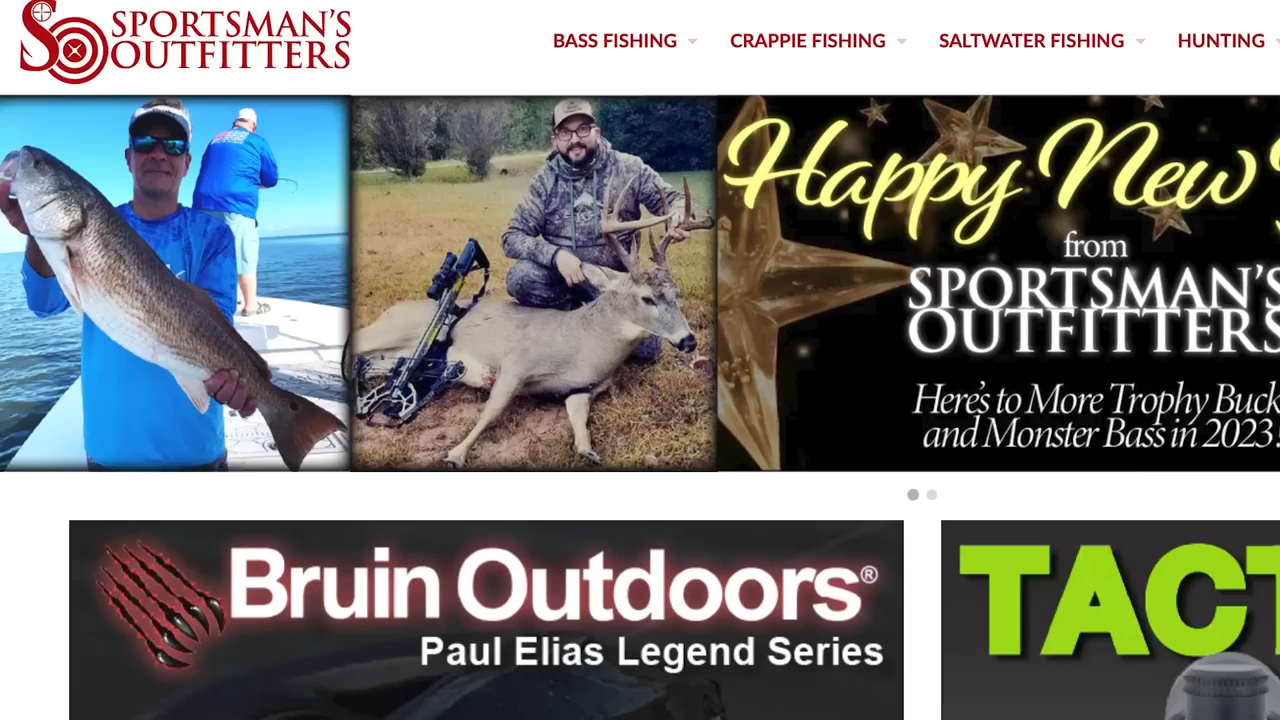 SPORTSMAN'S
OUTFITTERS
BASS FISHING CRAPPIE FISHING SALTWATER FISHING HUNTING
Happy New
from
SPORTSMAN'S
OUTFITTERS
Here's to More Trophy Buck
and Monster Bass in 2023!
Bruin Outdoors®
Paul Elias Legend Series
TACT